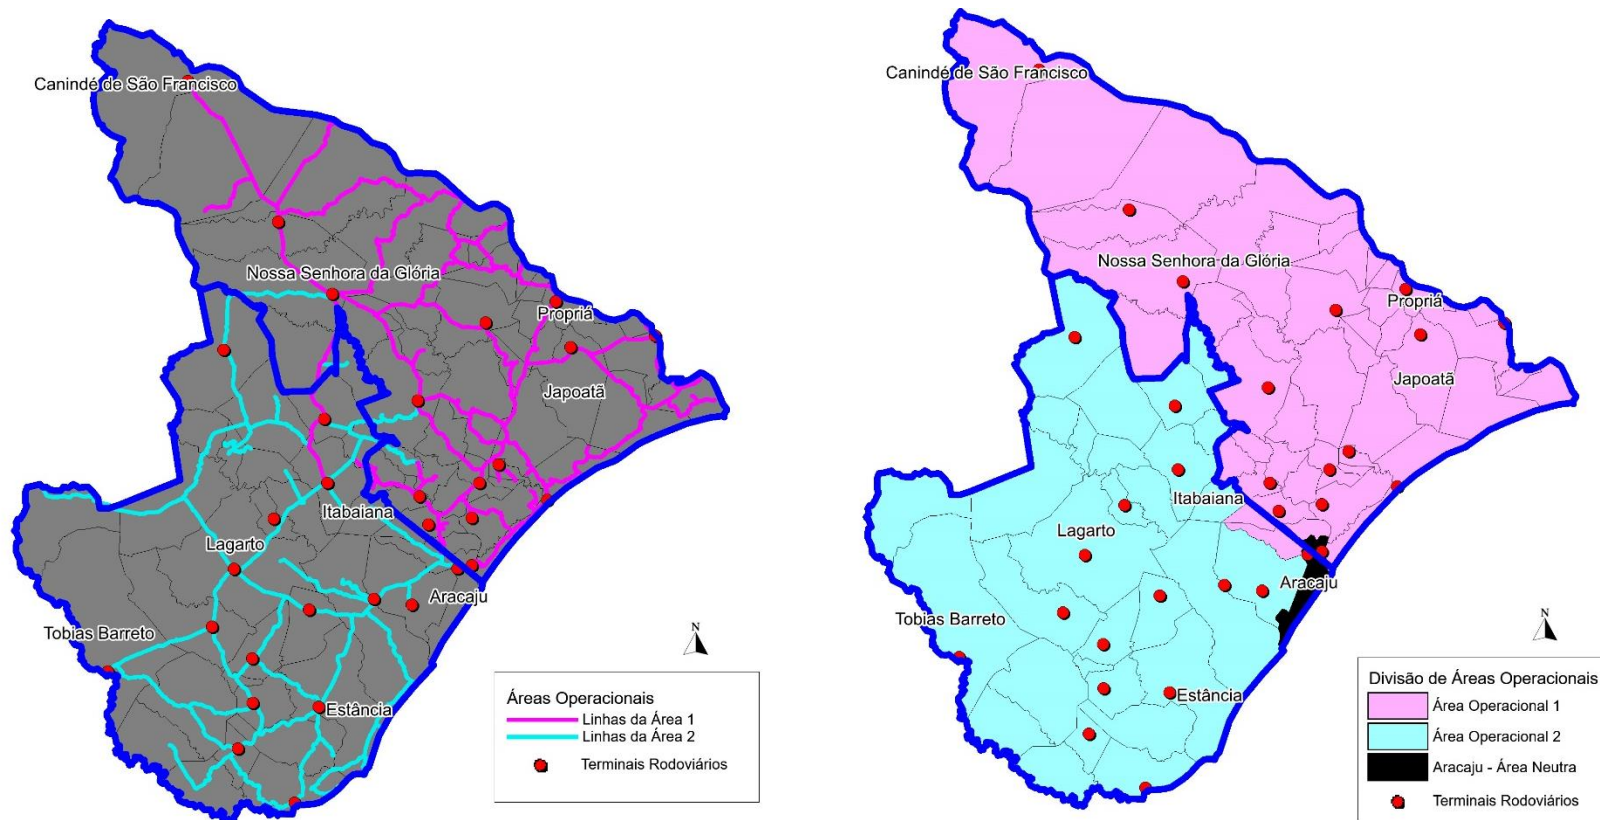 Canindé de São Francisco
Nossa Senhora da Glória
Propriá
Japoatã
Itabaiana
Lagarto
Aracaju
Tobias Barreto
Estância
N
Áreas Operacionais
Linhas da Área 1
Linhas da Área 2
Terminais Rodoviários
Canindé de São Francisco
Nossa Senhora da Glória
Propriá
Japoatã
Itabaiana
Lagarto
Aracaju
Tobias Barreto
Estância
N
Divisão de Áreas Operacionais
Área Operacional 1
Área Operacional 2
Aracaju - Área Neutra
Terminais Rodoviários